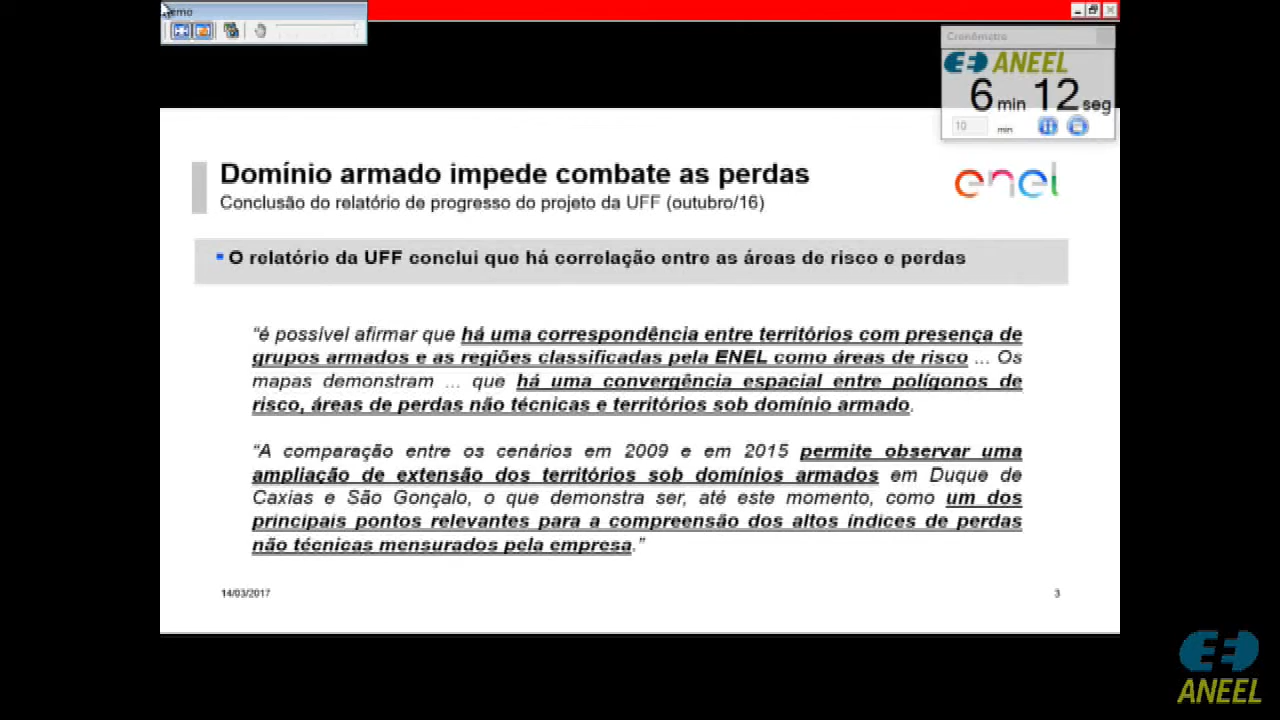 Cronômetro
ANEEL
6 min 12 seg
10 min
Domínio armado impede combate as perdas
Conclusão do relatório de progresso do projeto da UFF (outubro/16)
enel
O relatório da UFF conclui que há correlação entre as áreas de risco e perdas
“é possível afirmar que há uma correspondência entre territórios com presença de
grupos armados e as regiões classificadas pela ENEL como áreas de risco ... Os
mapas demonstram ... que há uma convergência espacial entre polígonos de
risco, áreas de perdas não técnicas e territórios sob domínio armado.
“A comparação entre os cenários em 2009 e em 2015 permite observar uma
ampliação de extensão dos territórios sob domínios armados em Duque de
Caxias e São Gonçalo, o que demonstra ser, até este momento, como um dos
principais pontos relevantes para a compreensão dos altos índices de perdas
não técnicas mensurados pela empresa.”
14/03/2017
3
ANEEL